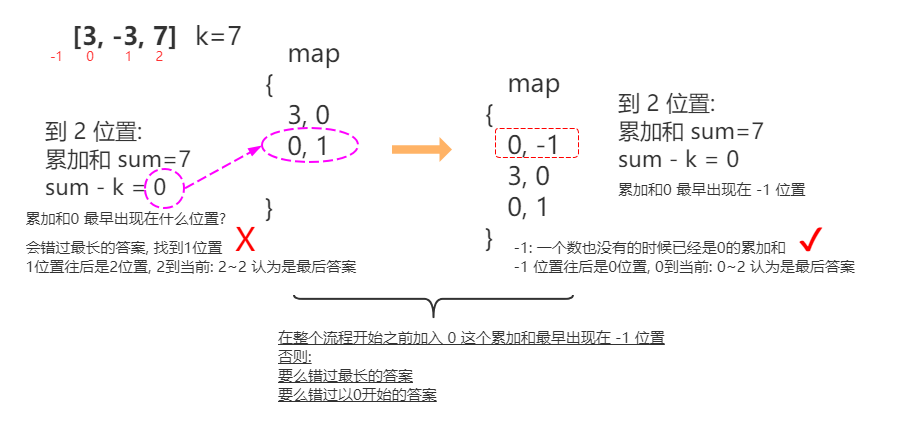 [3, -3, 7] k=7
-1 0 1 2
到 2 位置:
累加和 sum=7
sum - k = 0
累加和0 最早出现在什么位置?
会错过最长的答案, 找到1位置 X
1位置往后是2位置, 2到当前: 2~2 认为是最后答案
map
{
3, 0
0, 1
}
map
{
0, -1
3, 0
0, 1
}
到 2 位置:
累加和 sum=7
sum - k = 0
累加和0 最早出现在 -1 位置
-1: 一个数也没有的时候已经是0的累加和 ✓
-1 位置往后是0位置, 0到当前: 0~2 认为是最后答案
在整个流程开始之前加入 0 这个累加和最早出现在 -1 位置
否则:
要么错过最长的答案
要么错过以0开始的答案